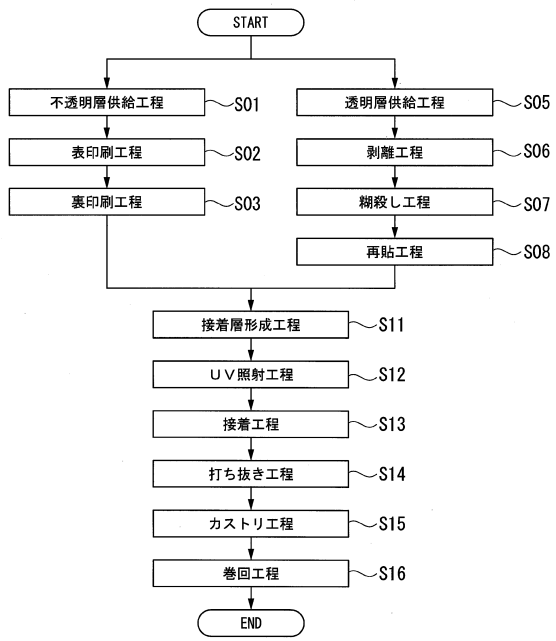 START
不透明層供給工程 S01
表印刷工程 S02
裏印刷工程 S03
透明層供給工程 S05
剥離工程 S06
糊殺し工程 S07
再貼工程 S08
接着層形成工程 S11
UV照射工程 S12
接着工程 S13
打ち抜き工程 S14
カストリ工程 S15
巻回工程 S16
END